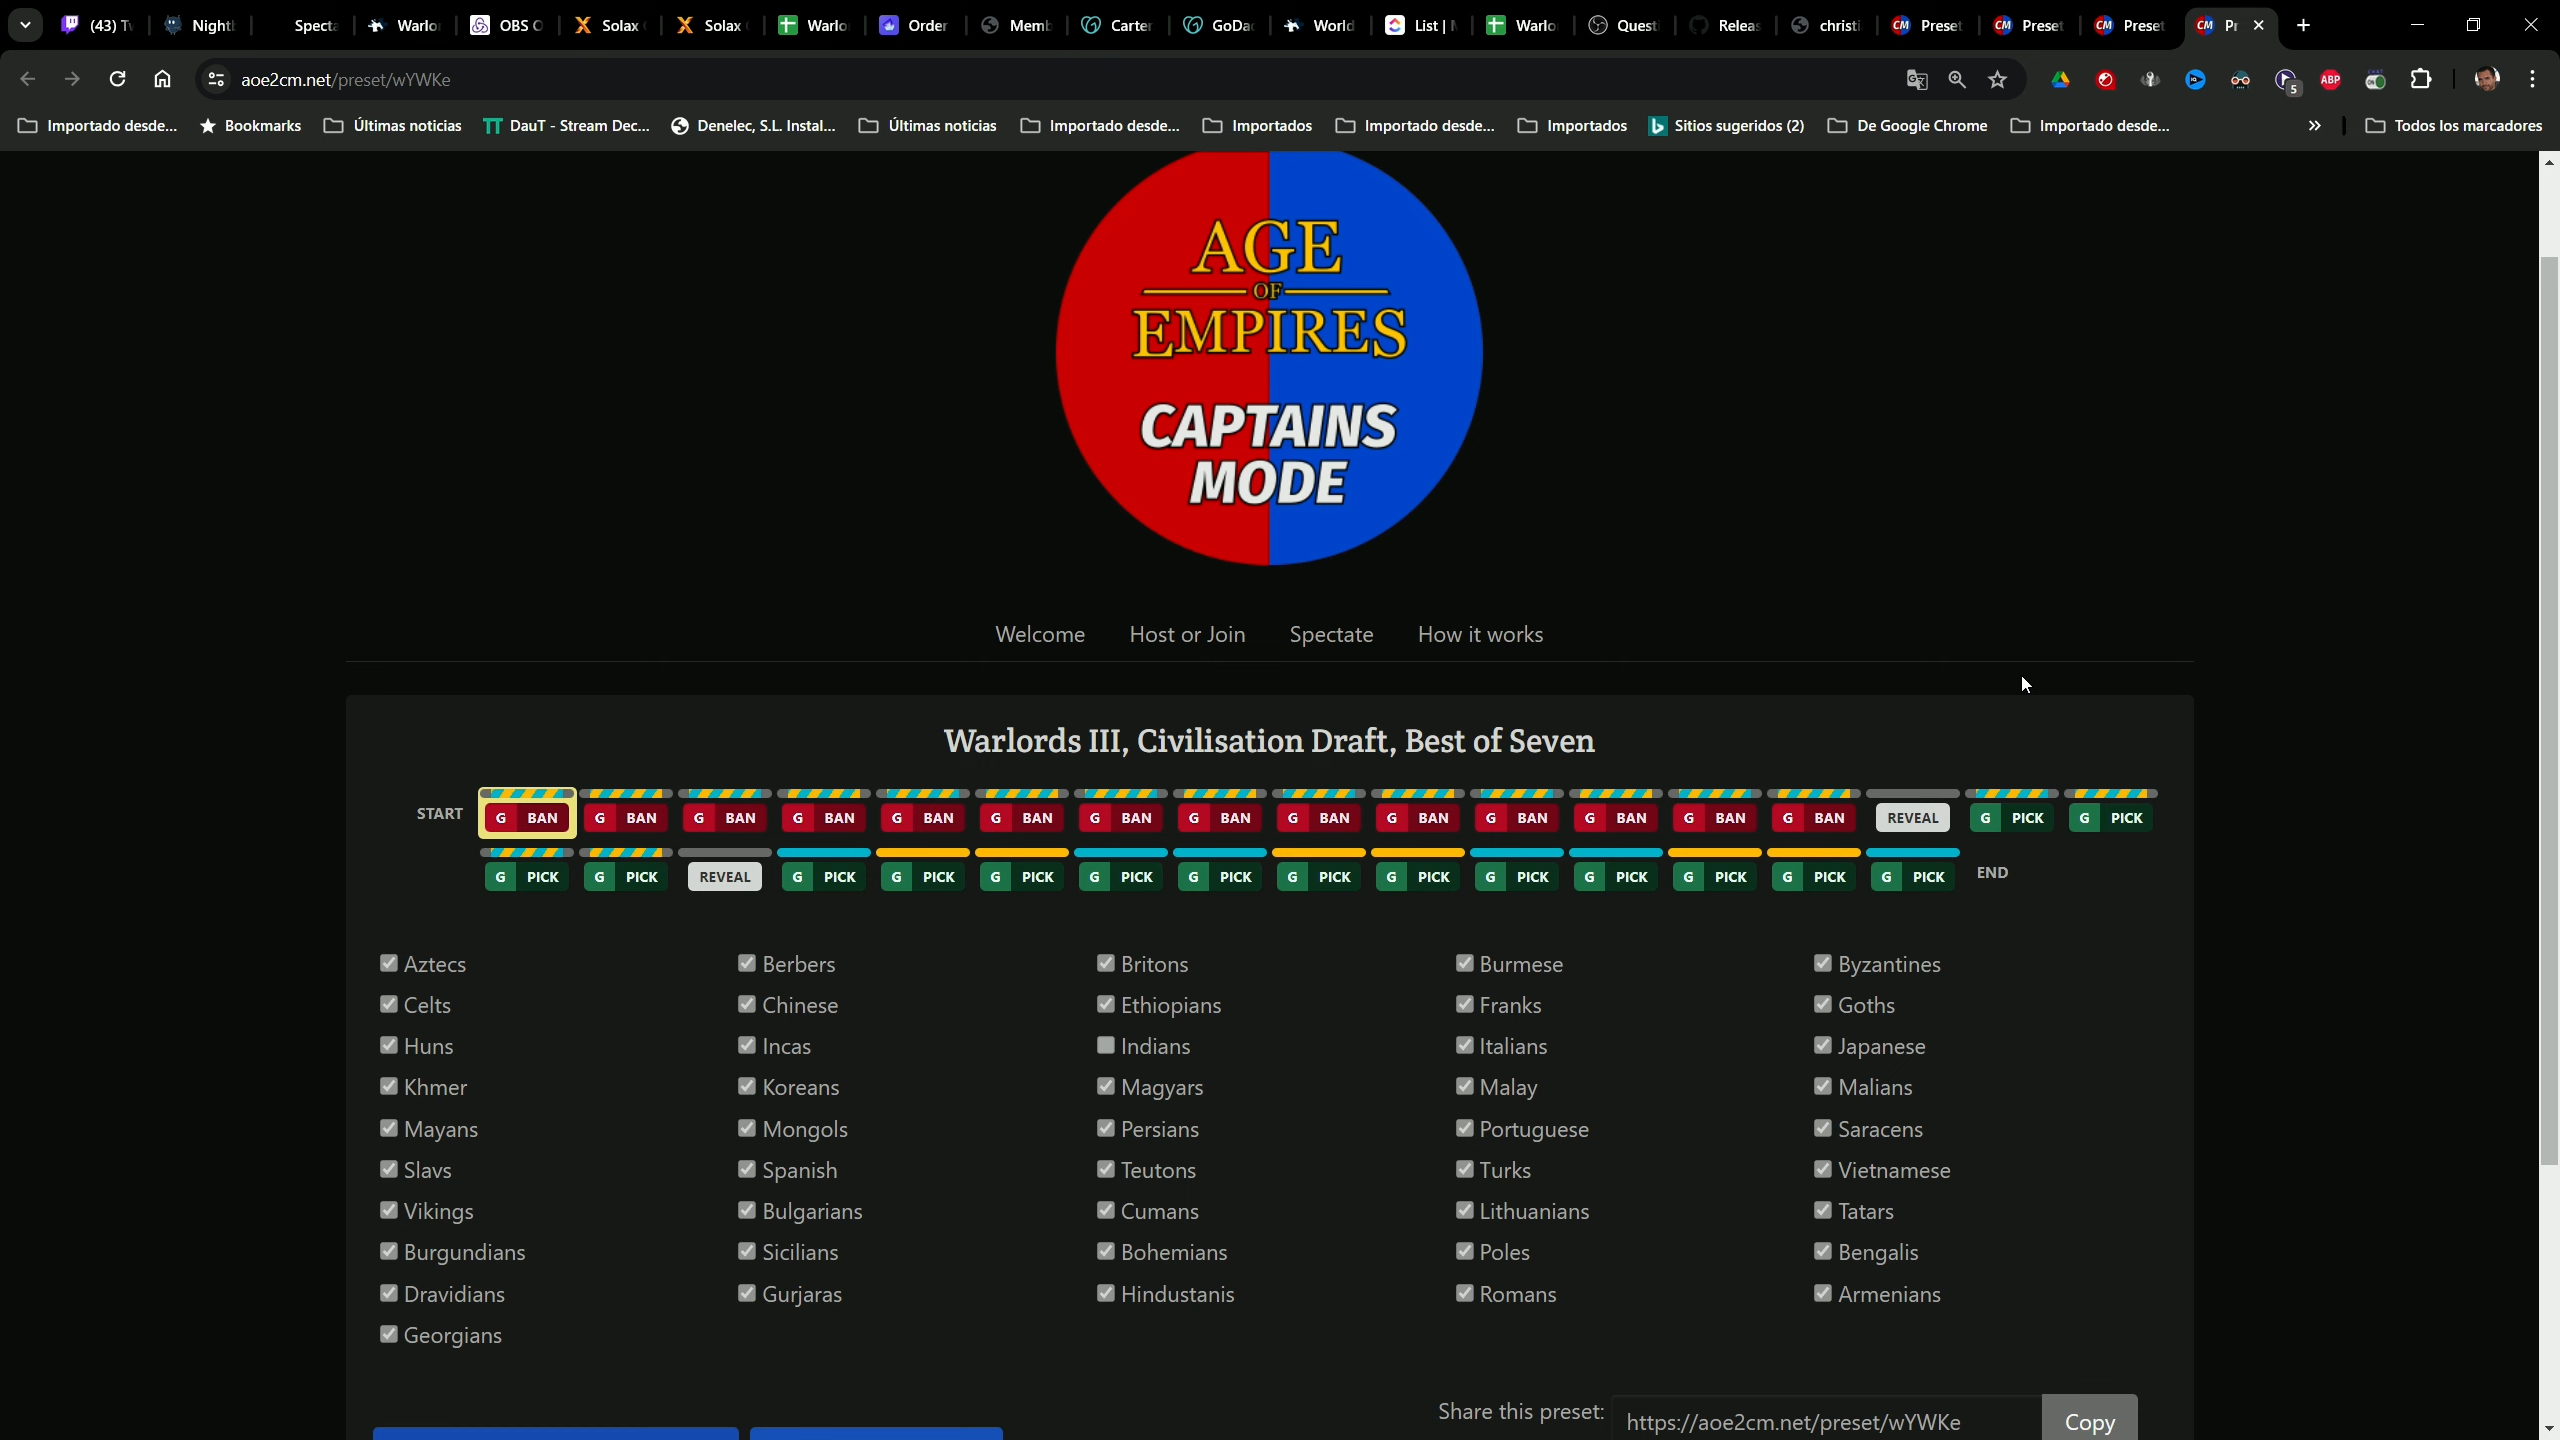 (43) Tw Night Specta Warlo OBS O Solax Solax Warlo Order Memb Carter GoDa World List | Warlo Questi Releas christi Preset Preset Preset Pr
aoe2cm.net/preset/wYWKe ABP 5
Importado desde... Bookmarks Últimas noticias DauT - Stream Dec... Denelec, S.L. Instal... Últimas noticias Importado desde... Importados Importado desde... Importados Sitios sugeridos (2) De Google Chrome Importado desde... » Todos los marcadores
AGE
OF
EMPIRES
CAPTAINS
MODE
Welcome Host or Join Spectate How it works
Warlords III, Civilisation Draft, Best of Seven
START G BAN G BAN G BAN G BAN G BAN G BAN G BAN G BAN G BAN G BAN G BAN G BAN G BAN G BAN REVEAL G PICK G PICK
G PICK G PICK REVEAL G PICK G PICK G PICK G PICK G PICK G PICK G PICK G PICK G PICK G PICK G PICK G PICK END
Aztecs Berbers Britons Burmese Byzantines
Celts Chinese Ethiopians Franks Goths
Huns Incas Indians Italians Japanese
Khmer Koreans Magyars Malay Malians
Mayans Mongols Persians Portuguese Saracens
Slavs Spanish Teutons Turks Vietnamese
Vikings Bulgarians Cumans Lithuanians Tatars
Burgundians Sicilians Bohemians Poles Bengalis
Dravidians Gurjaras Hindustanis Romans Armenians
Georgians
Share this preset: https://aoe2cm.net/preset/wYWKe Copy